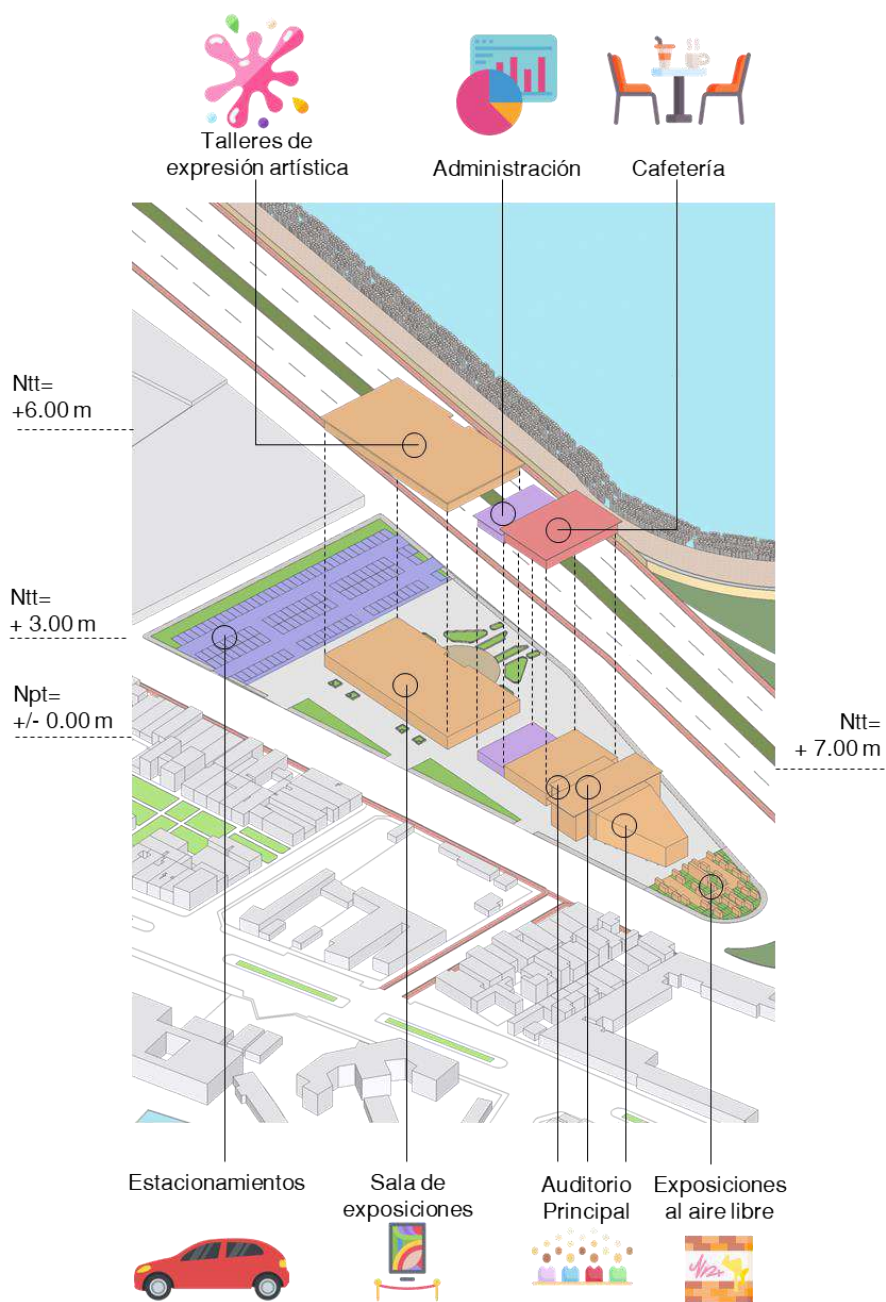 Talleres de
expresión artística
Administración
Cafetería
Ntt=
+6.00 m
Ntt=
+ 3.00 m
Npt=
+/- 0.00 m
Ntt=
+ 7.00 m
Estacionamientos
Sala de
exposiciones
Auditorio
Principal
Exposiciones
al aire libre